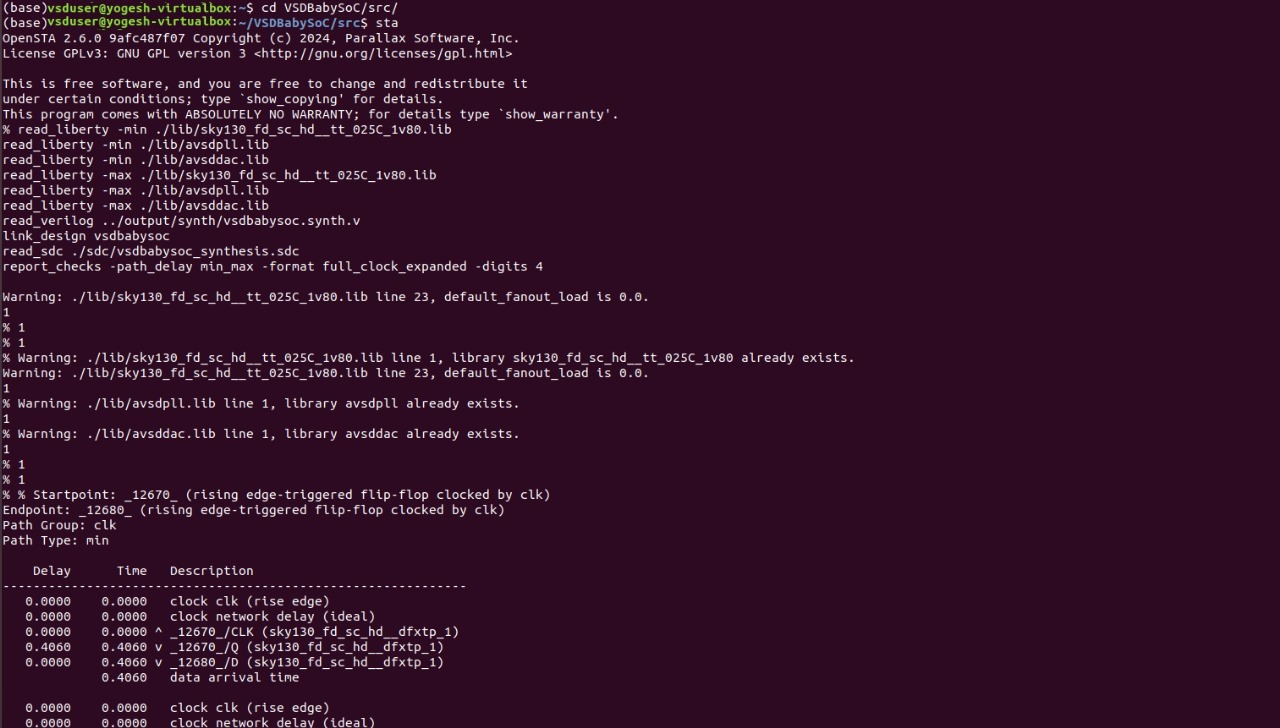 (base)vsduser@yogesh-virtualbox:~$ cd VSDBabySoC/src/
(base)vsduser@yogesh-virtualbox:~/VSDBabySoC/src$ sta
OpenSTA 2.6.0 9afc487f07 Copyright (c) 2024, Parallax Software, Inc.
License GPLv3: GNU GPL version 3 <http://gnu.org/licenses/gpl.html>

This is free software, and you are free to change and redistribute it
under certain conditions; type `show_copying' for details.
This program comes with ABSOLUTELY NO WARRANTY; for details type `show_warranty'.
% read_liberty -min ./lib/sky130_fd_sc_hd__tt_025C_1v80.lib
read_liberty -min ./lib/avsdpll.lib
read_liberty -min ./lib/avsddac.lib
read_liberty -max ./lib/sky130_fd_sc_hd__tt_025C_1v80.lib
read_liberty -max ./lib/avsdpll.lib
read_liberty -max ./lib/avsddac.lib
read_verilog ../output/synth/vsdbabysoc.synth.v
link_design vsdbabysoc
read_sdc ./sdc/vsdbabysoc_synthesis.sdc
report_checks -path_delay min_max -format full_clock_expanded -digits 4

Warning: ./lib/sky130_fd_sc_hd__tt_025C_1v80.lib line 23, default_fanout_load is 0.0.
1
% 1
% 1
% Warning: ./lib/sky130_fd_sc_hd__tt_025C_1v80.lib line 1, library sky130_fd_sc_hd__tt_025C_1v80 already exists.
Warning: ./lib/sky130_fd_sc_hd__tt_025C_1v80.lib line 23, default_fanout_load is 0.0.
1
% Warning: ./lib/avsdpll.lib line 1, library avsdpll already exists.
1
% Warning: ./lib/avsddac.lib line 1, library avsddac already exists.
1
% 1
% 1
% % Startpoint: _12670_ (rising edge-triggered flip-flop clocked by clk)
Endpoint: _12680_ (rising edge-triggered flip-flop clocked by clk)
Path Group: clk
Path Type: min

    Delay      Time   Description
-------------------------------------------------------------
   0.0000    0.0000   clock clk (rise edge)
   0.0000    0.0000   clock network delay (ideal)
   0.0000    0.0000 ^ _12670_/CLK (sky130_fd_sc_hd__dfxtp_1)
   0.4060    0.4060 v _12670_/Q (sky130_fd_sc_hd__dfxtp_1)
   0.0000    0.4060 v _12680_/D (sky130_fd_sc_hd__dfxtp_1)
             0.4060   data arrival time

   0.0000    0.0000   clock clk (rise edge)
   0.0000    0.0000   clock network delay (ideal)